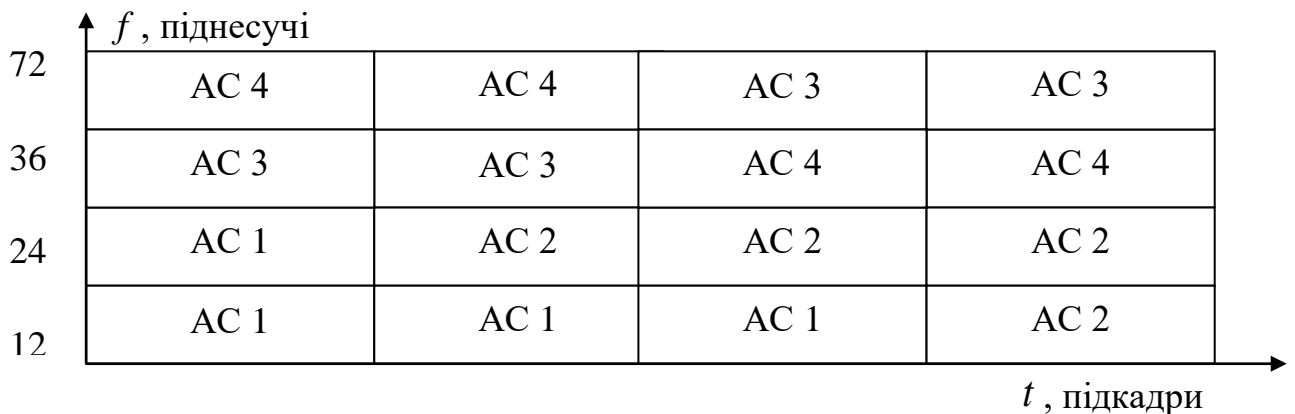 f , піднесучі
72 АС 4 АС 4 АС 3 АС 3
36 АС 3 АС 3 АС 4 АС 4
24 АС 1 АС 2 АС 2 АС 2
12 АС 1 АС 1 АС 1 АС 2
t , підкадри